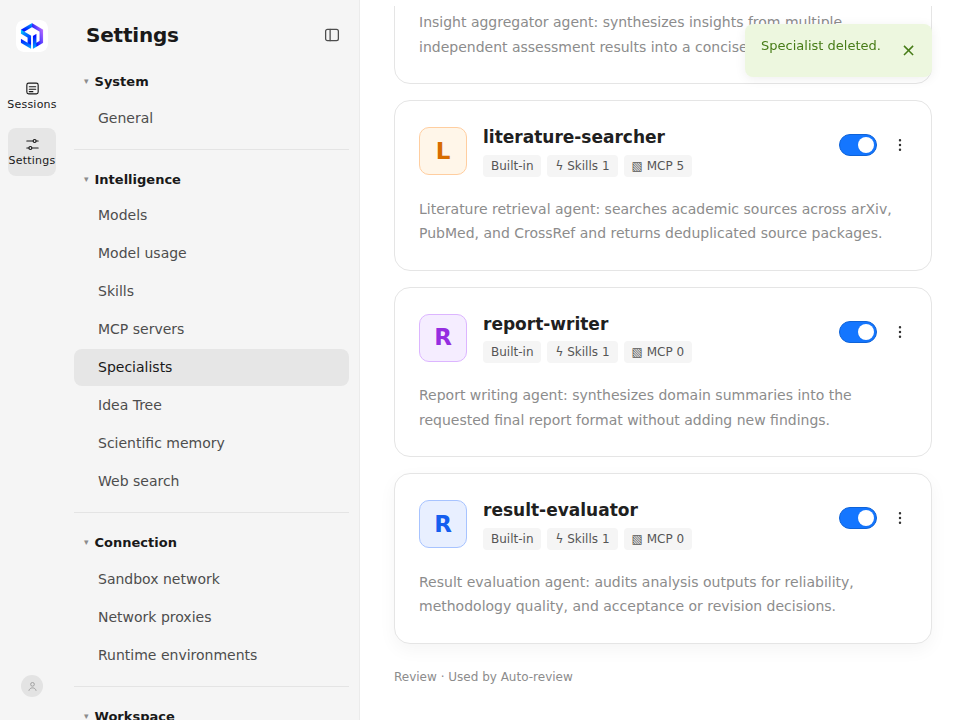 Settings
Sessions
Settings
System
General
Intelligence
Models
Model usage
Skills
MCP servers
Specialists
Idea Tree
Scientific memory
Web search
Connection
Sandbox network
Network proxies
Runtime environments
Workspace
Insight aggregator agent: synthesizes insights from multiple
independent assessment results into a concise
Specialist deleted.
L
literature-searcher
Built-in
Skills 1
MCP 5
Literature retrieval agent: searches academic sources across arXiv,
PubMed, and CrossRef and returns deduplicated source packages.
R
report-writer
Built-in
Skills 1
MCP 0
Report writing agent: synthesizes domain summaries into the
requested final report format without adding new findings.
R
result-evaluator
Built-in
Skills 1
MCP 0
Result evaluation agent: audits analysis outputs for reliability,
methodology quality, and acceptance or revision decisions.
Review · Used by Auto-review